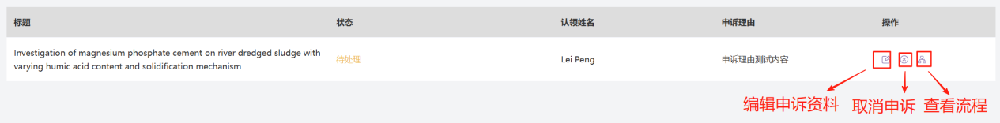 标题 状态 认领姓名 申诉理由 操作
Investigation of magnesium phosphate cement on river dredged sludge with
varying humic acid content and solidification mechanism
待处理 Lei Peng 申诉理由测试内容
编辑申诉资料 取消申诉 查看流程